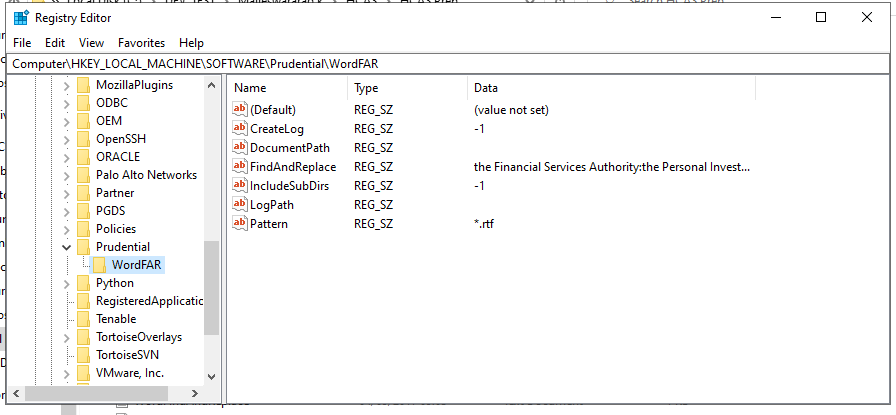 Registry Editor
File Edit View Favorites Help
Computer\HKEY_LOCAL_MACHINE\SOFTWARE\Prudential\WordFAR
MozillaPlugins
ODBC
OEM
OpenSSH
ORACLE
Palo Alto Networks
Partner
PGDS
Policies
Prudential
WordFAR
Python
RegisteredApplicatic
Tenable
TortoiseOverlays
TortoiseSVN
VMware, Inc.
Name Type Data
(Default) REG_SZ (value not set)
CreateLog REG_SZ -1
DocumentPath REG_SZ
FindAndReplace REG_SZ the Financial Services Authority:the Personal Invest...
IncludeSubDirs REG_SZ -1
LogPath REG_SZ
Pattern REG_SZ *.rtf